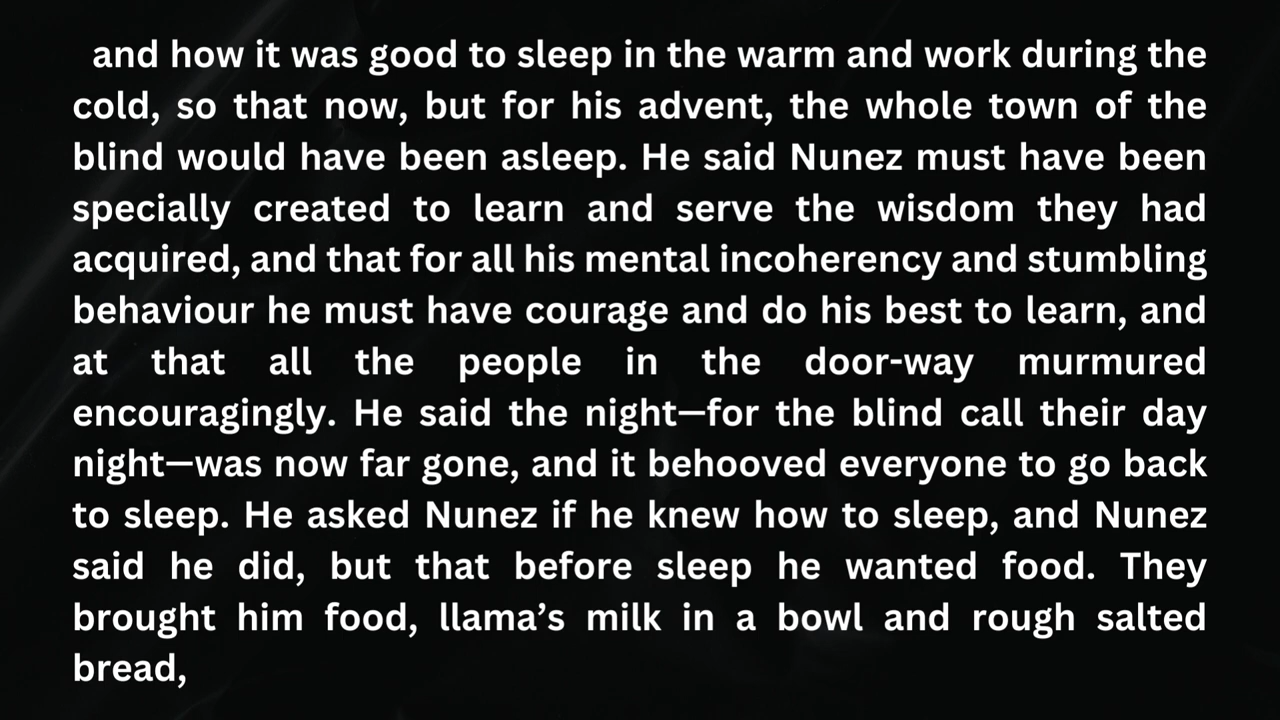 and how it was good to sleep in the warm and work during the
cold, so that now, but for his advent, the whole town of the
blind would have been asleep. He said Nunez must have been
specially created to learn and serve the wisdom they had
acquired, and that for all his mental incoherency and stumbling
behaviour he must have courage and do his best to learn, and
at that all the people in the door-way murmured
encouragingly. He said the night—for the blind call their day
night—was now far gone, and it behooved everyone to go back
to sleep. He asked Nunez if he knew how to sleep, and Nunez
said he did, but that before sleep he wanted food. They
brought him food, llama’s milk in a bowl and rough salted
bread,